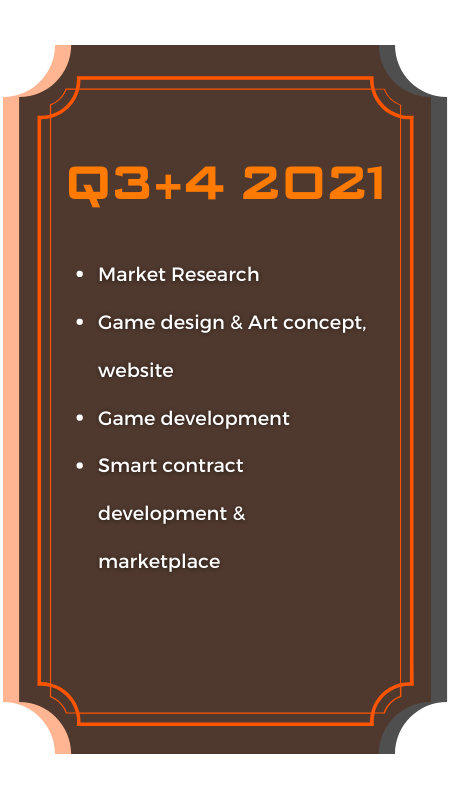 Q3+4 2021
• Market Research
• Game design & Art concept,
website
• Game development
• Smart contract
development &
marketplace